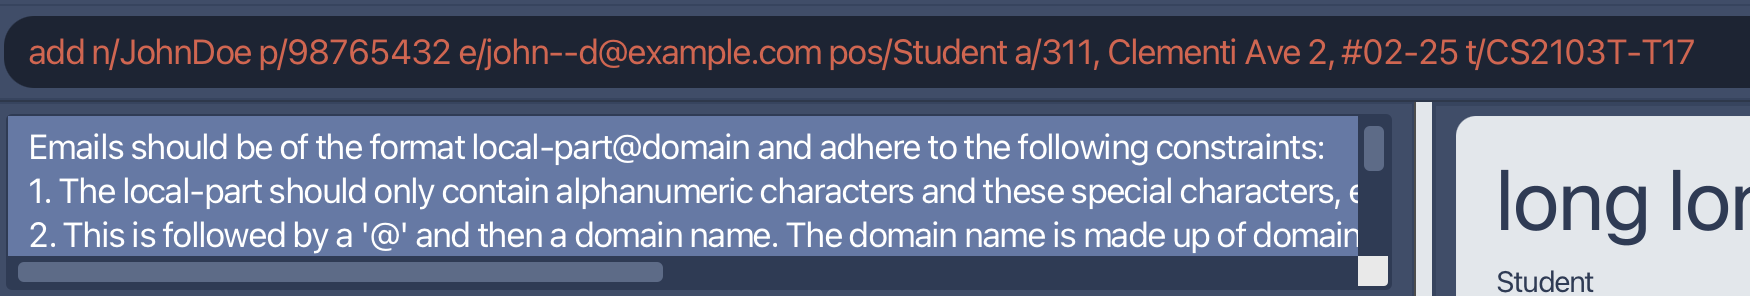 add n/JohnDoe p/98765432 e/john--d@example.com pos/Student a/311, Clementi Ave 2, #02-25 t/CS2103T-T17
Emails should be of the format local-part@domain and adhere to the following constraints:
1. The local-part should only contain alphanumeric characters and these special characters,
2. This is followed by a '@' and then a domain name. The domain name is made up of domain
long
Student